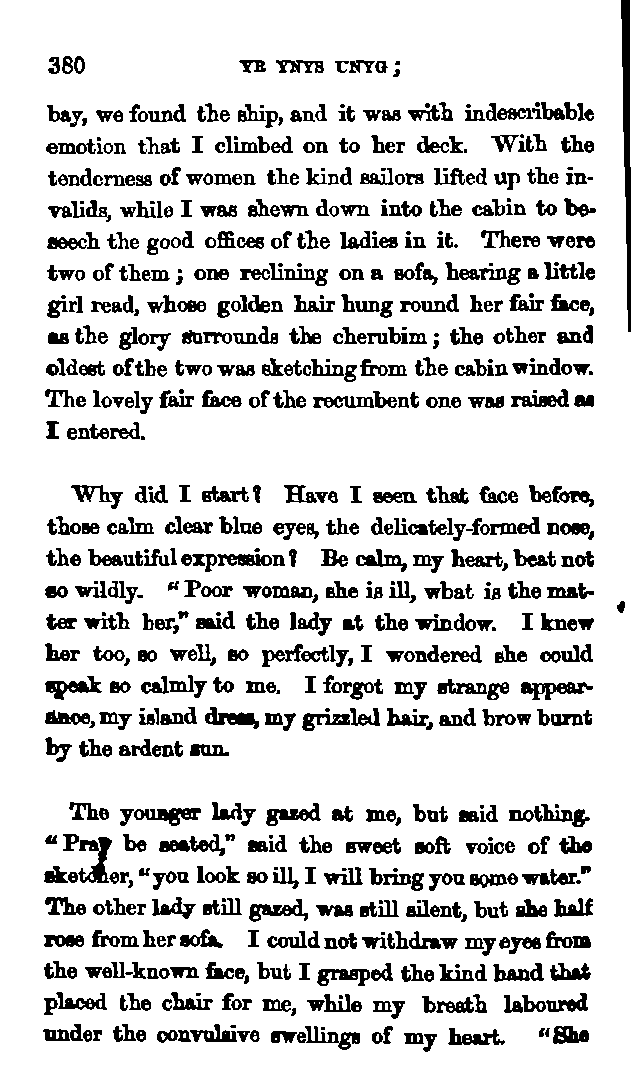 380 YE YNYS UNYG;
bay, we found the ship, and it was with indescribable
emotion that I climbed on to her deck. With the
tenderness of women the kind sailors lifted up the in-
valids, while I was shewn down into the cabin to be-
seech the good offices of the ladies in it. There were
two of them; one reclining on a sofa, hearing a little
girl read, whose golden hair hung round her fair face,
as the glory surrounds the cherubim; the other and
oldest of the two was sketching from the cabin window.
The lovely fair face of the recumbent one was raised as
I entered.
Why did I start? Have I seen that face before,
those calm clear blue eyes, the delicately-formed nose,
the beautiful expression? Be calm, my heart, beat not
so wildly. "Poor woman, she is ill, what is the mat-
ter with her," said the lady at the window. I knew
her too, so well, so perfectly, I wondered she could
speak so calmly to me. I forgot my strange appear-
ance, my island dress, my grizzled hair, and brow burnt
by the ardent sun.
The younger lady gazed at me, but said nothing.
"Pray be seated," said the sweet soft voice of the
sketcher, "you look so ill, I will bring you some water."
The other lady still gazed, was still silent, but she half
rose from her sofa. I could not withdraw my eyes from
the well-known face, but I grasped the kind hand that
placed the chair for me, while my breath laboured
under the convulsive swellings of my heart. "She